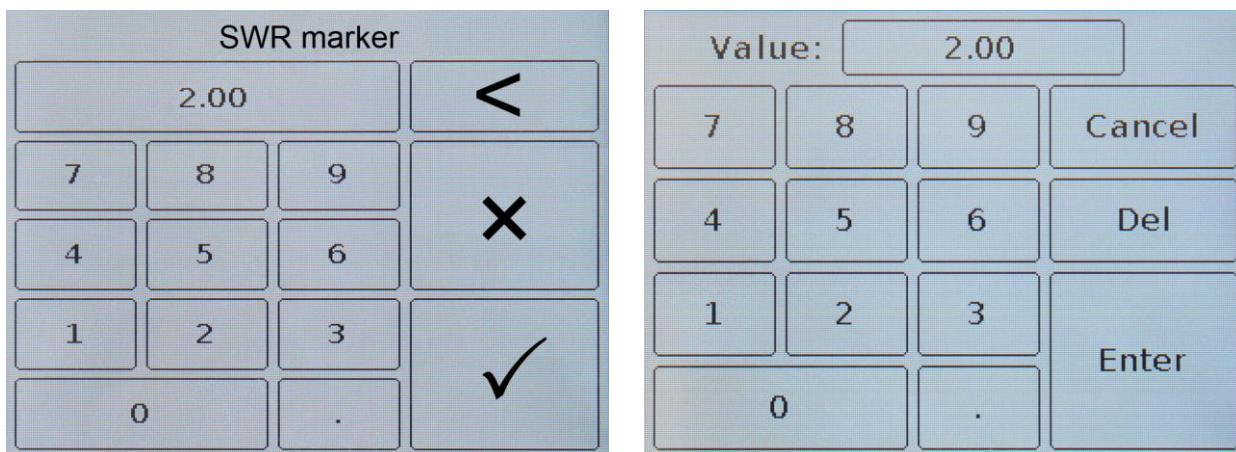 SWR marker
2.00 <
7 8 9 ×
4 5 6
1 2 3 ✓
0 .
Value: 2.00
7 8 9 Cancel
4 5 6 Del
1 2 3 Enter
0 .